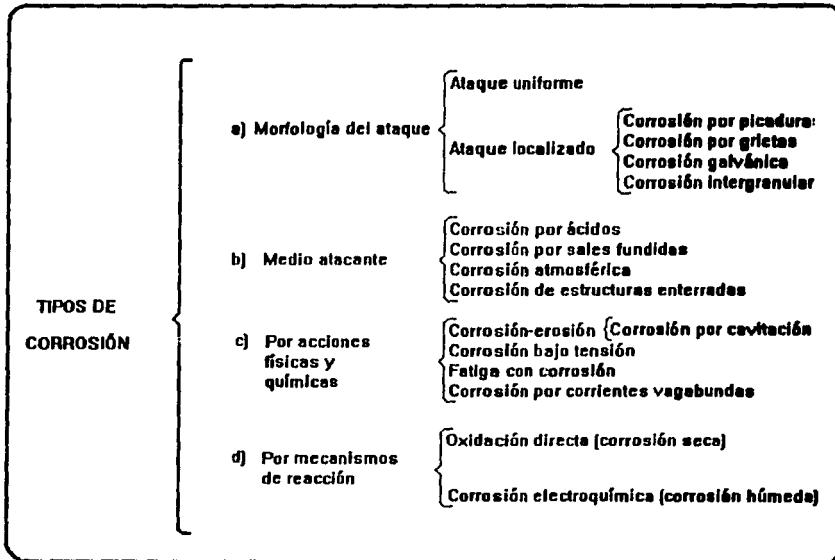 TIPOS DE
CORROSIÓN
a) Morfología del ataque
Ataque uniforme
Ataque localizado
Corrosión por picadura
Corrosión por grietas
Corrosión galvánica
Corrosión intergranular
b) Medio atacante
Corrosión por ácidos
Corrosión por sales fundidas
Corrosión atmosférica
Corrosión de estructuras enterradas
c) Por acciones
físicas y
químicas
Corrosión-erosión
Corrosión por cavitación
Corrosión bajo tensión
Fatiga con corrosión
Corrosión por corrientes vagabundas
d) Por mecanismos
de reacción
Oxidación directa (corrosión seca)
Corrosión electroquímica (corrosión húmeda)